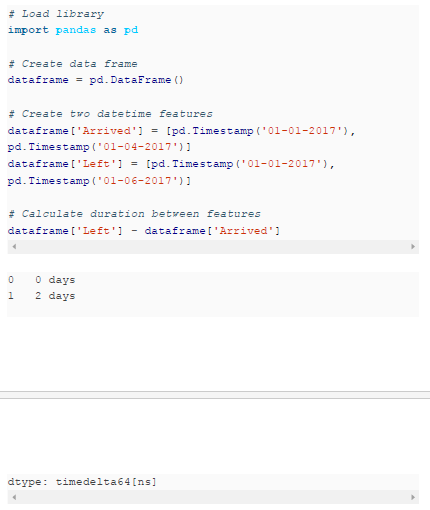 # Load library
import pandas as pd
# Create data frame
dataframe = pd.DataFrame()
# Create two datetime features
dataframe['Arrived'] = [pd.Timestamp('01-01-2017'),
pd.Timestamp('01-04-2017')]
dataframe['Left'] = [pd.Timestamp('01-01-2017'),
pd.Timestamp('01-06-2017')]
# Calculate duration between features
dataframe['Left'] - dataframe['Arrived']
0   0 days
1   2 days
dtype: timedelta64[ns]